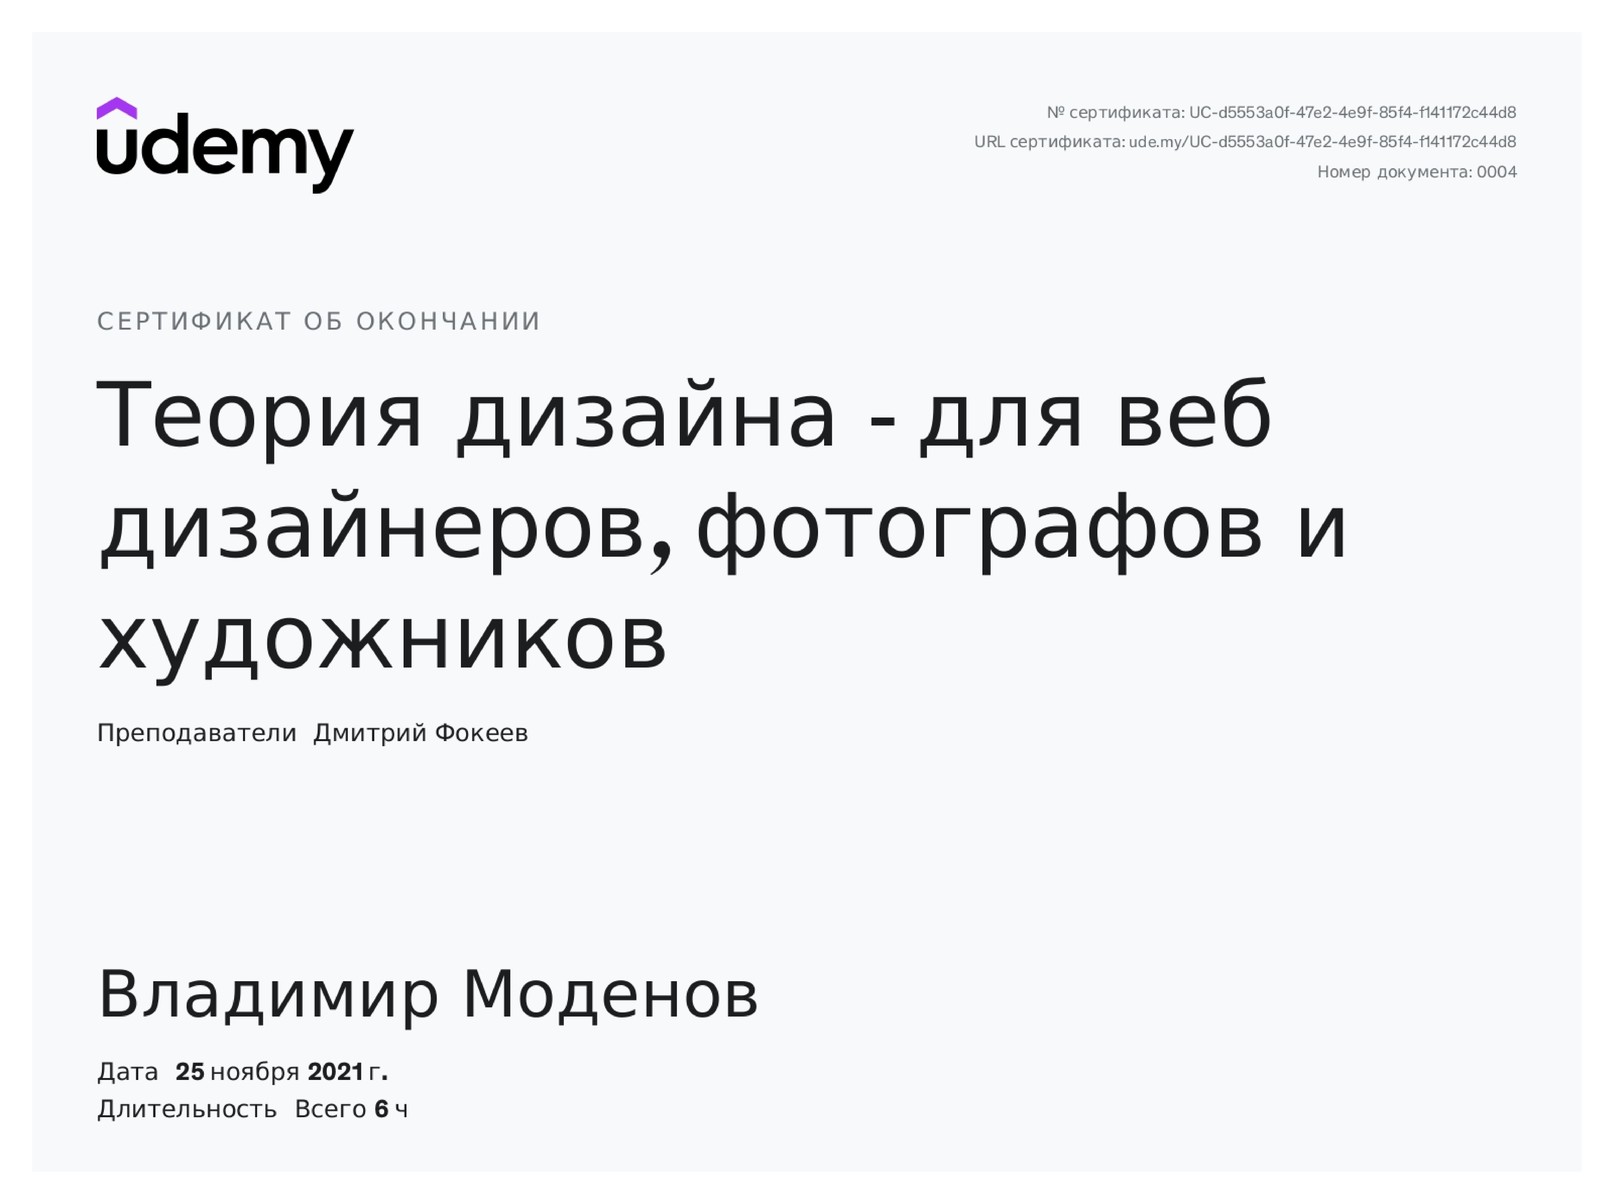 udemy
№ сертификата: UC-d5553a0f-47e2-4e9f-85f4-f141172c44d8
URL сертификата: ude.my/UC-d5553a0f-47e2-4e9f-85f4-f141172c44d8
Номер документа: 0004
СЕРТИФИКАТ ОБ ОКОНЧАНИИ
Теория дизайна - для веб
дизайнеров, фотографов и
художников
Преподаватели Дмитрий Фокеев
Владимир Моденов
Дата 25 ноября 2021 г.
Длительность Всего 6 ч